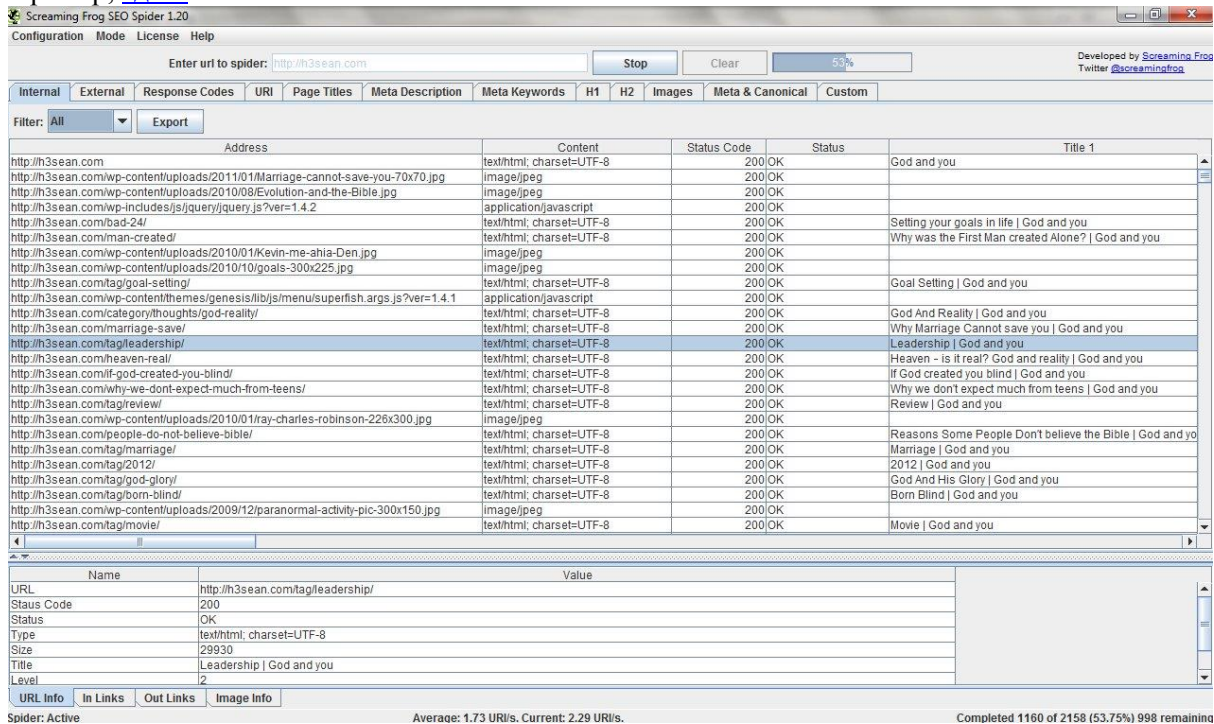 Screaming Frog SEO Spider 1.20
Configuration Mode License Help
Enter url to spider: http://h3sean.com Stop Clear 53% Developed by Screaming Frog
Twitter @screamingfrog
Internal External Response Codes URI Page Titles Meta Description Meta Keywords H1 H2 Images Meta & Canonical Custom
Filter: All Export
Address Content Status Code Status Title 1
http://h3sean.com text/html; charset=UTF-8 200 OK God and you
http://h3sean.com/wp-content/uploads/2011/01/Marriage-cannot-save-you-70x70.jpg image/jpeg 200 OK
http://h3sean.com/wp-content/uploads/2010/08/Evolution-and-the-Bible.jpg image/jpeg 200 OK
http://h3sean.com/wp-includes/js/jquery/jquery.js?ver=1.4.2 application/javascript 200 OK
http://h3sean.com/bad-24/ text/html; charset=UTF-8 200 OK Setting your goals in life | God and you
http://h3sean.com/man-created/ text/html; charset=UTF-8 200 OK Why was the First Man created Alone? | God and you
http://h3sean.com/wp-content/uploads/2010/01/Kevin-me-ahia-Den.jpg image/jpeg 200 OK
http://h3sean.com/wp-content/uploads/2010/10/goals-300x225.jpg image/jpeg 200 OK
http://h3sean.com/tag/goal-setting/ text/html; charset=UTF-8 200 OK Goal Setting | God and you
http://h3sean.com/wp-content/themes/genesis/lib/js/menu/superfish.args.js?ver=1.4.1 application/javascript 200 OK
http://h3sean.com/category/thoughts/god-reality/ text/html; charset=UTF-8 200 OK God And Reality | God and you
http://h3sean.com/marriage-save/ text/html; charset=UTF-8 200 OK Why Marriage Cannot save you | God and you
http://h3sean.com/tag/leadership/ text/html; charset=UTF-8 200 OK Leadership | God and you
http://h3sean.com/heaven-real/ text/html; charset=UTF-8 200 OK Heaven - is it real? God and reality | God and you
http://h3sean.com/if-god-created-you-blind/ text/html; charset=UTF-8 200 OK If God created you blind | God and you
http://h3sean.com/why-we-dont-expect-much-from-teens/ text/html; charset=UTF-8 200 OK Why we don't expect much from teens | God and you
http://h3sean.com/tag/review/ text/html; charset=UTF-8 200 OK Review | God and you
http://h3sean.com/wp-content/uploads/2010/01/ray-charles-robinson-226x300.jpg image/jpeg 200 OK
http://h3sean.com/people-do-not-believe-bible/ text/html; charset=UTF-8 200 OK Reasons Some People Don't believe the Bible | God and yo
http://h3sean.com/tag/marriage/ text/html; charset=UTF-8 200 OK Marriage | God and you
http://h3sean.com/tag/2012/ text/html; charset=UTF-8 200 OK 2012 | God and you
http://h3sean.com/tag/god-glory/ text/html; charset=UTF-8 200 OK God And His Glory | God and you
http://h3sean.com/tag/born-blind/ text/html; charset=UTF-8 200 OK Born Blind | God and you
http://h3sean.com/wp-content/uploads/2009/12/paranormal-activity-pic-300x150.jpg image/jpeg 200 OK
http://h3sean.com/tag/movie/ text/html; charset=UTF-8 200 OK Movie | God and you
Name Value
URL http://h3sean.com/tag/leadership/
Staus Code 200
Status OK
Type text/html; charset=UTF-8
Size 29930
Title Leadership | God and you
Level 2
URL Info In Links Out Links Image Info
Spider: Active Average: 1.73 URI/s. Current: 2.29 URI/s. Completed 1160 of 2158 (53.75%) 998 remaining